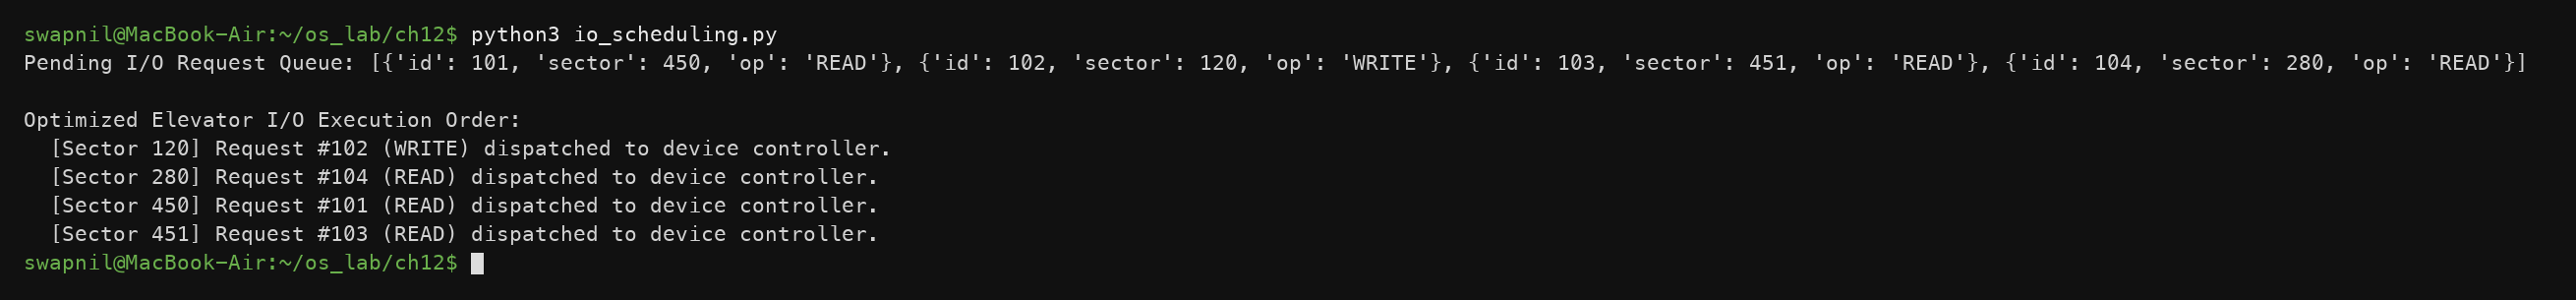 swapnil@MacBook-Air:~/os_lab/ch12$ python3 io_scheduling.py
Pending I/O Request Queue: [{'id': 101, 'sector': 450, 'op': 'READ'}, {'id': 102, 'sector': 120, 'op': 'WRITE'}, {'id': 103, 'sector': 451, 'op': 'READ'}, {'id': 104, 'sector': 280, 'op': 'READ'}]
Optimized Elevator I/O Execution Order:
[Sector 120] Request #102 (WRITE) dispatched to device controller.
[Sector 280] Request #104 (READ) dispatched to device controller.
[Sector 450] Request #101 (READ) dispatched to device controller.
[Sector 451] Request #103 (READ) dispatched to device controller.
swapnil@MacBook-Air:~/os_lab/ch12$